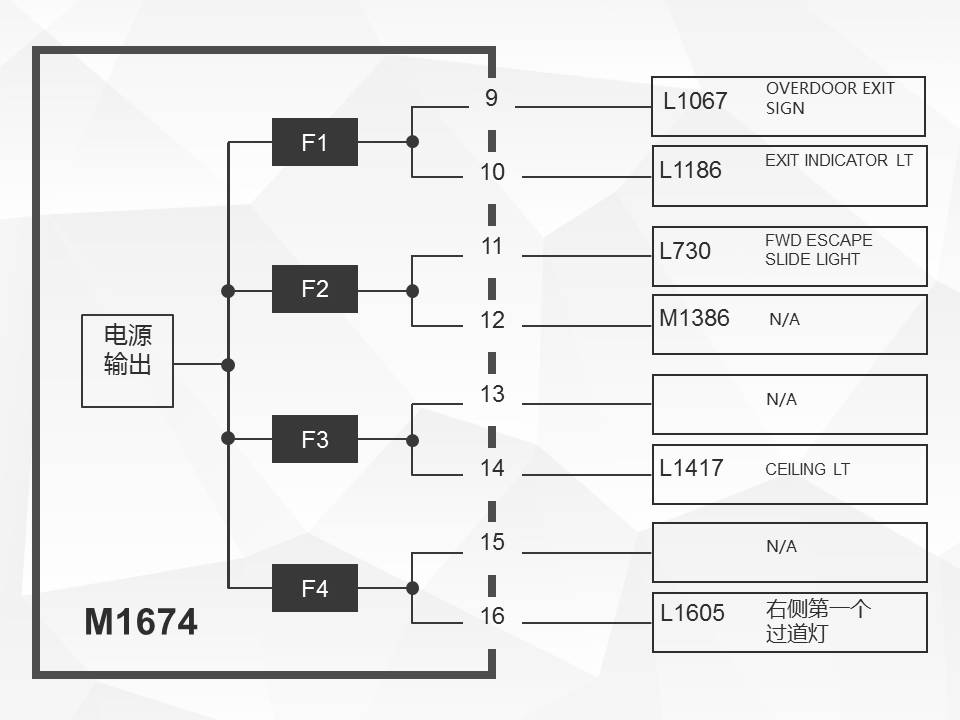 9
L1067
OVERDOOR EXIT
SIGN
F1
10
L1186
EXIT INDICATOR LT
11
L730
FWD ESCAPE
SLIDE LIGHT
F2
12
M1386
N/A
电源
输出
13
N/A
F3
14
L1417
CEILING LT
15
N/A
F4
16
L1605
右侧第一个
过道灯
M1674